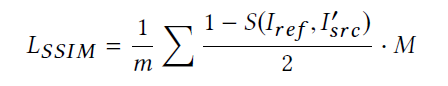 L_{SSIM} = \frac{1}{m} \sum \frac{1 - S(I_{ref}, I'_{src})}{2} \cdot M